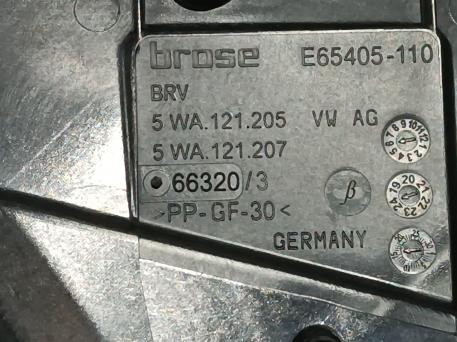 brose E65405-110
BRV
5 WA.121.205 VW AG
5 WA.121.207
66320/3 β
>PP-GF-30<
GERMANY